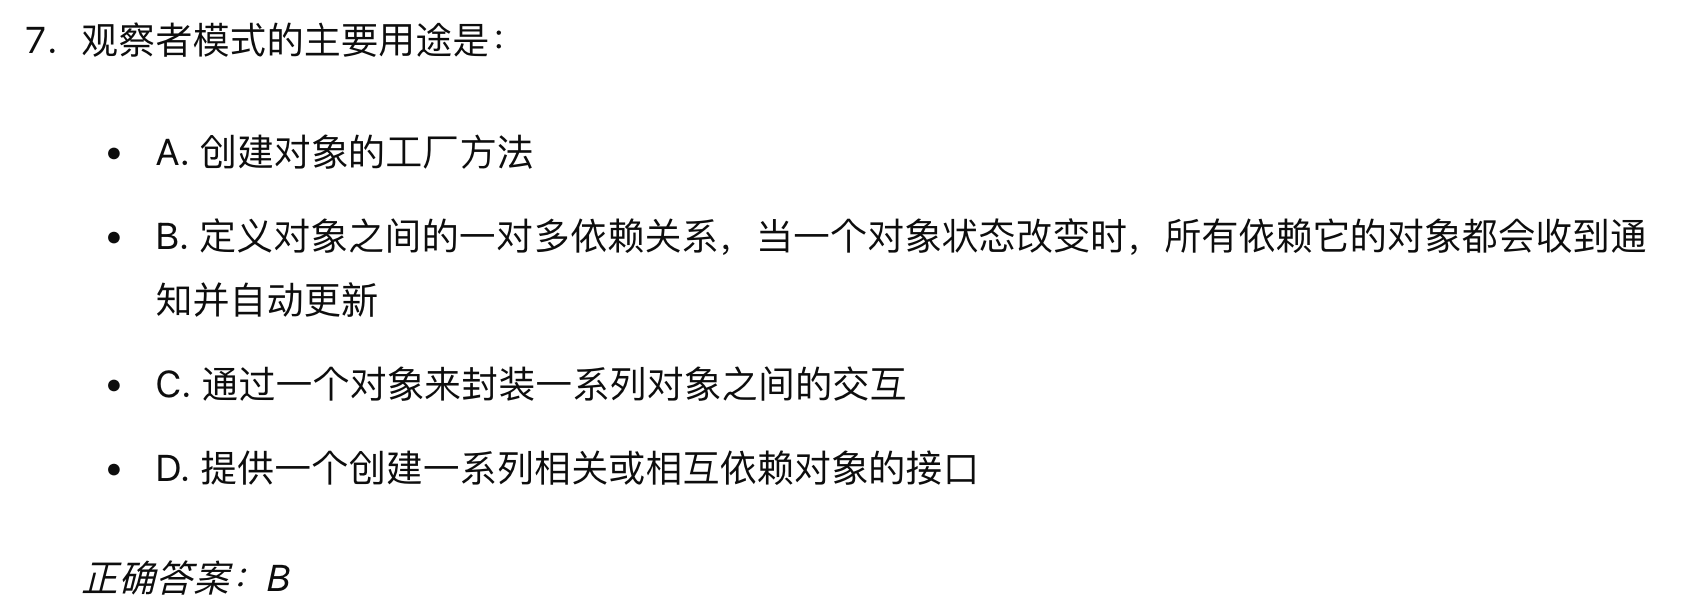 7. 观察者模式的主要用途是：
• A. 创建对象的工厂方法
• B. 定义对象之间的一对多依赖关系，当一个对象状态改变时，所有依赖它的对象都会收到通
知并自动更新
• C. 通过一个对象来封装一系列对象之间的交互
• D. 提供一个创建一系列相关或相互依赖对象的接口
正确答案：B